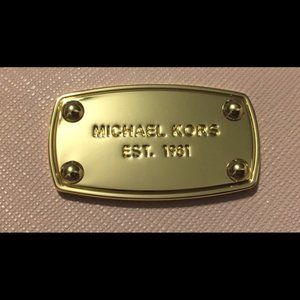 MICHAEL KORS
EST. 1981